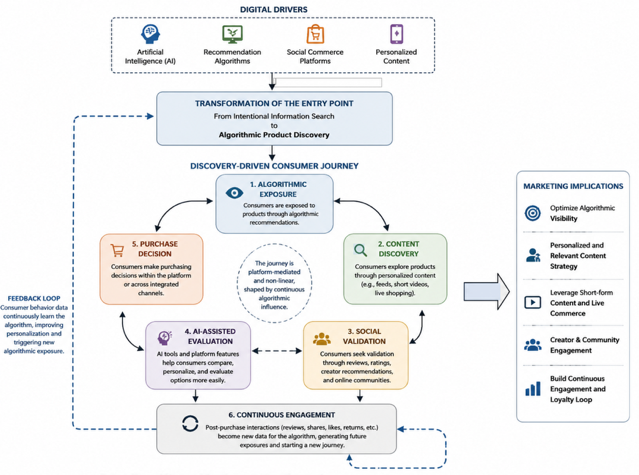 DIGITAL DRIVERS
Artificial
Intelligence (AI)
Recommendation
Algorithms
Social Commerce
Platforms
Personalized
Content
TRANSFORMATION OF THE ENTRY POINT
From Intentional Information Search
to
Algorithmic Product Discovery
DISCOVERY-DRIVEN CONSUMER JOURNEY
1. ALGORITHMIC
EXPOSURE
Consumers are exposed to
products through algorithmic
recommendations.
5. PURCHASE
DECISION
Consumers make purchasing
decisions within the platform
or across integrated
channels.
The journey is
platform-mediated
and non-linear,
shaped by continuous
algorithmic
influence.
2. CONTENT
DISCOVERY
Consumers explore products
through personalized content
(e.g., feeds, short videos,
live shopping).
4. AI-ASSISTED
EVALUATION
AI tools and platform features
help consumers compare,
personalize, and evaluate
options more easily.
3. SOCIAL
VALIDATION
Consumers seek validation
through reviews, ratings,
creator recommendations,
and online communities.
6. CONTINUOUS ENGAGEMENT
Post-purchase interactions (reviews, shares, likes, returns, etc.)
become new data for the algorithm, generating future
exposures and starting a new journey.
FEEDBACK LOOP
Consumer behavior data
continuously learn the
algorithm, improving
personalization and
triggering new
algorithmic exposure.
MARKETING IMPLICATIONS
Optimize Algorithmic
Visibility
Personalized and
Relevant Content
Strategy
Leverage Short-form
Content and Live
Commerce
Creator & Community
Engagement
Build Continuous
Engagement and
Loyalty Loop